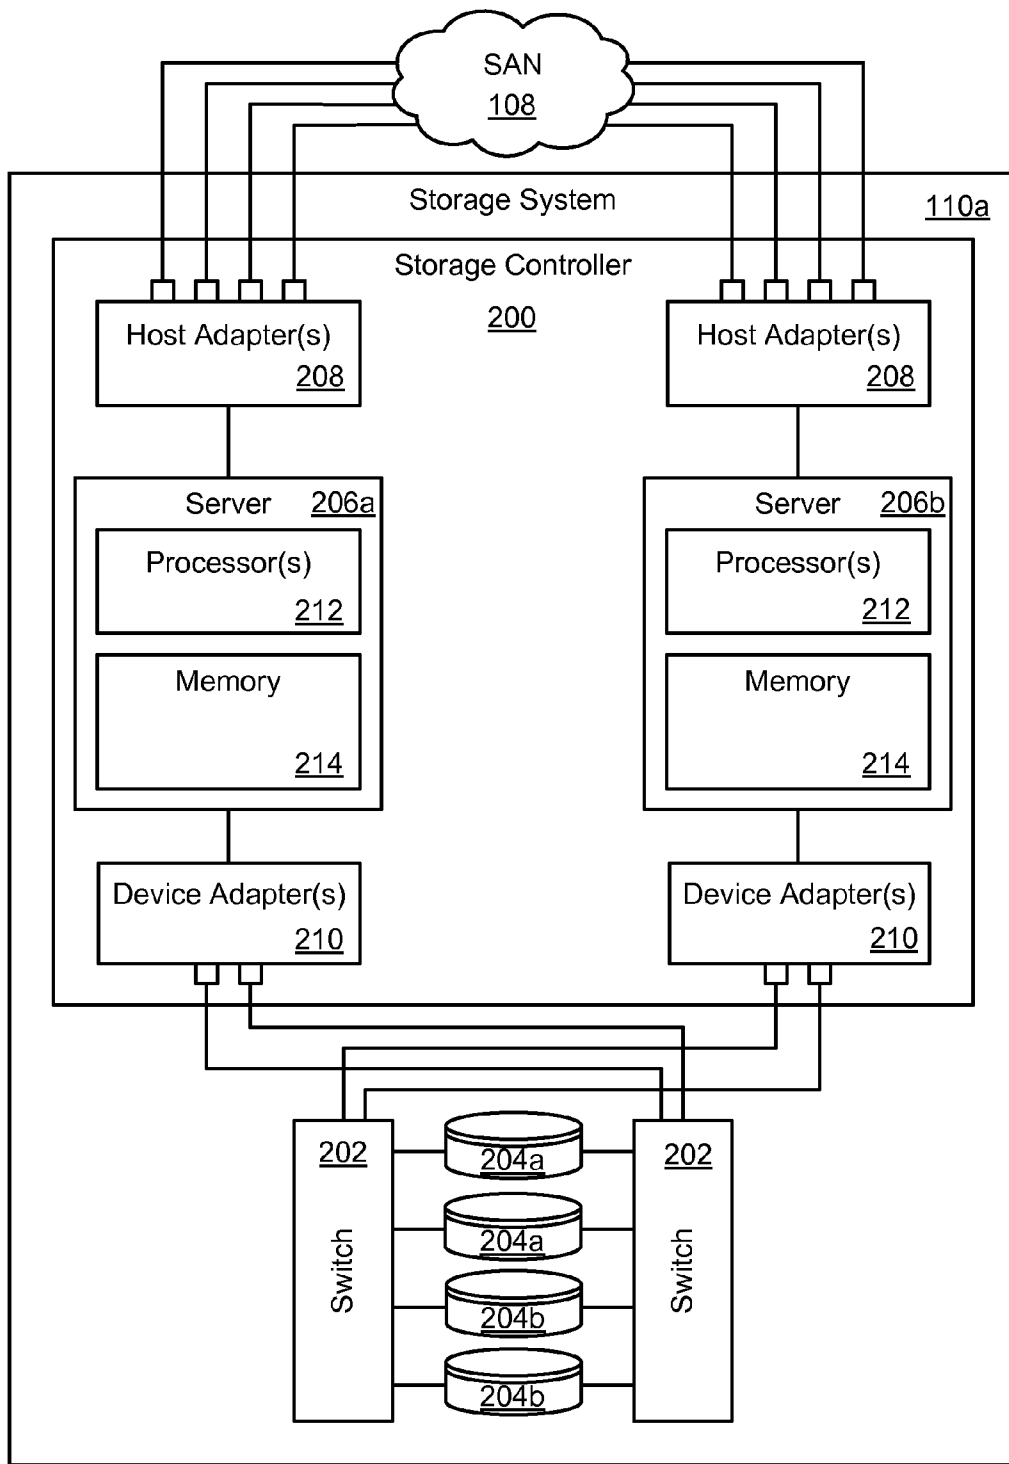 SAN
108
Storage System
110a
Storage Controller
200
Host Adapter(s)
208
Host Adapter(s)
208
Server 206a
Processor(s)
212
Memory
214
Server 206b
Processor(s)
212
Memory
214
Device Adapter(s)
210
Device Adapter(s)
210
202
Switch
204a
204a
204b
204b
202
Switch